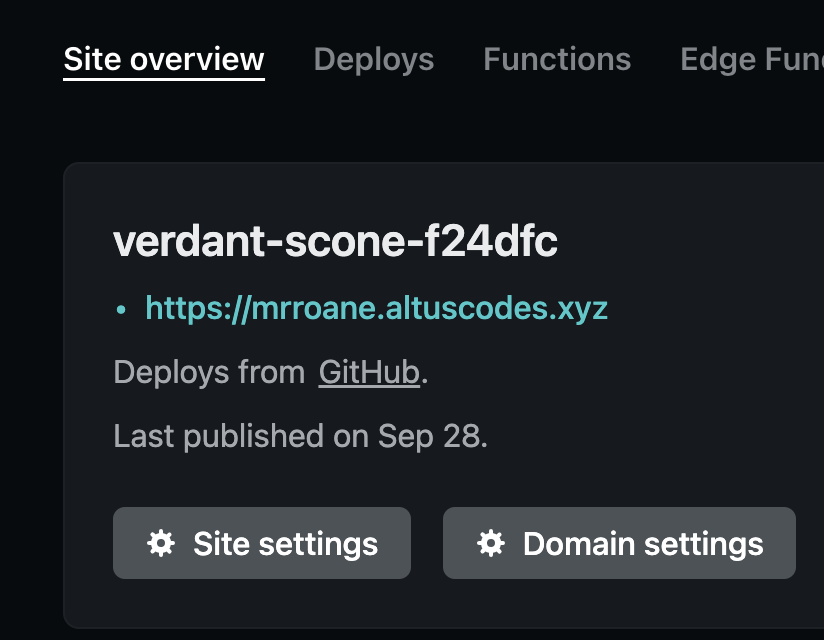 Site overview Deploys Functions Edge
verdant-scone-f24dfc
• https://mrroane.altuscodes.xyz
Deploys from GitHub.
Last published on Sep 28.
Site settings Domain settings